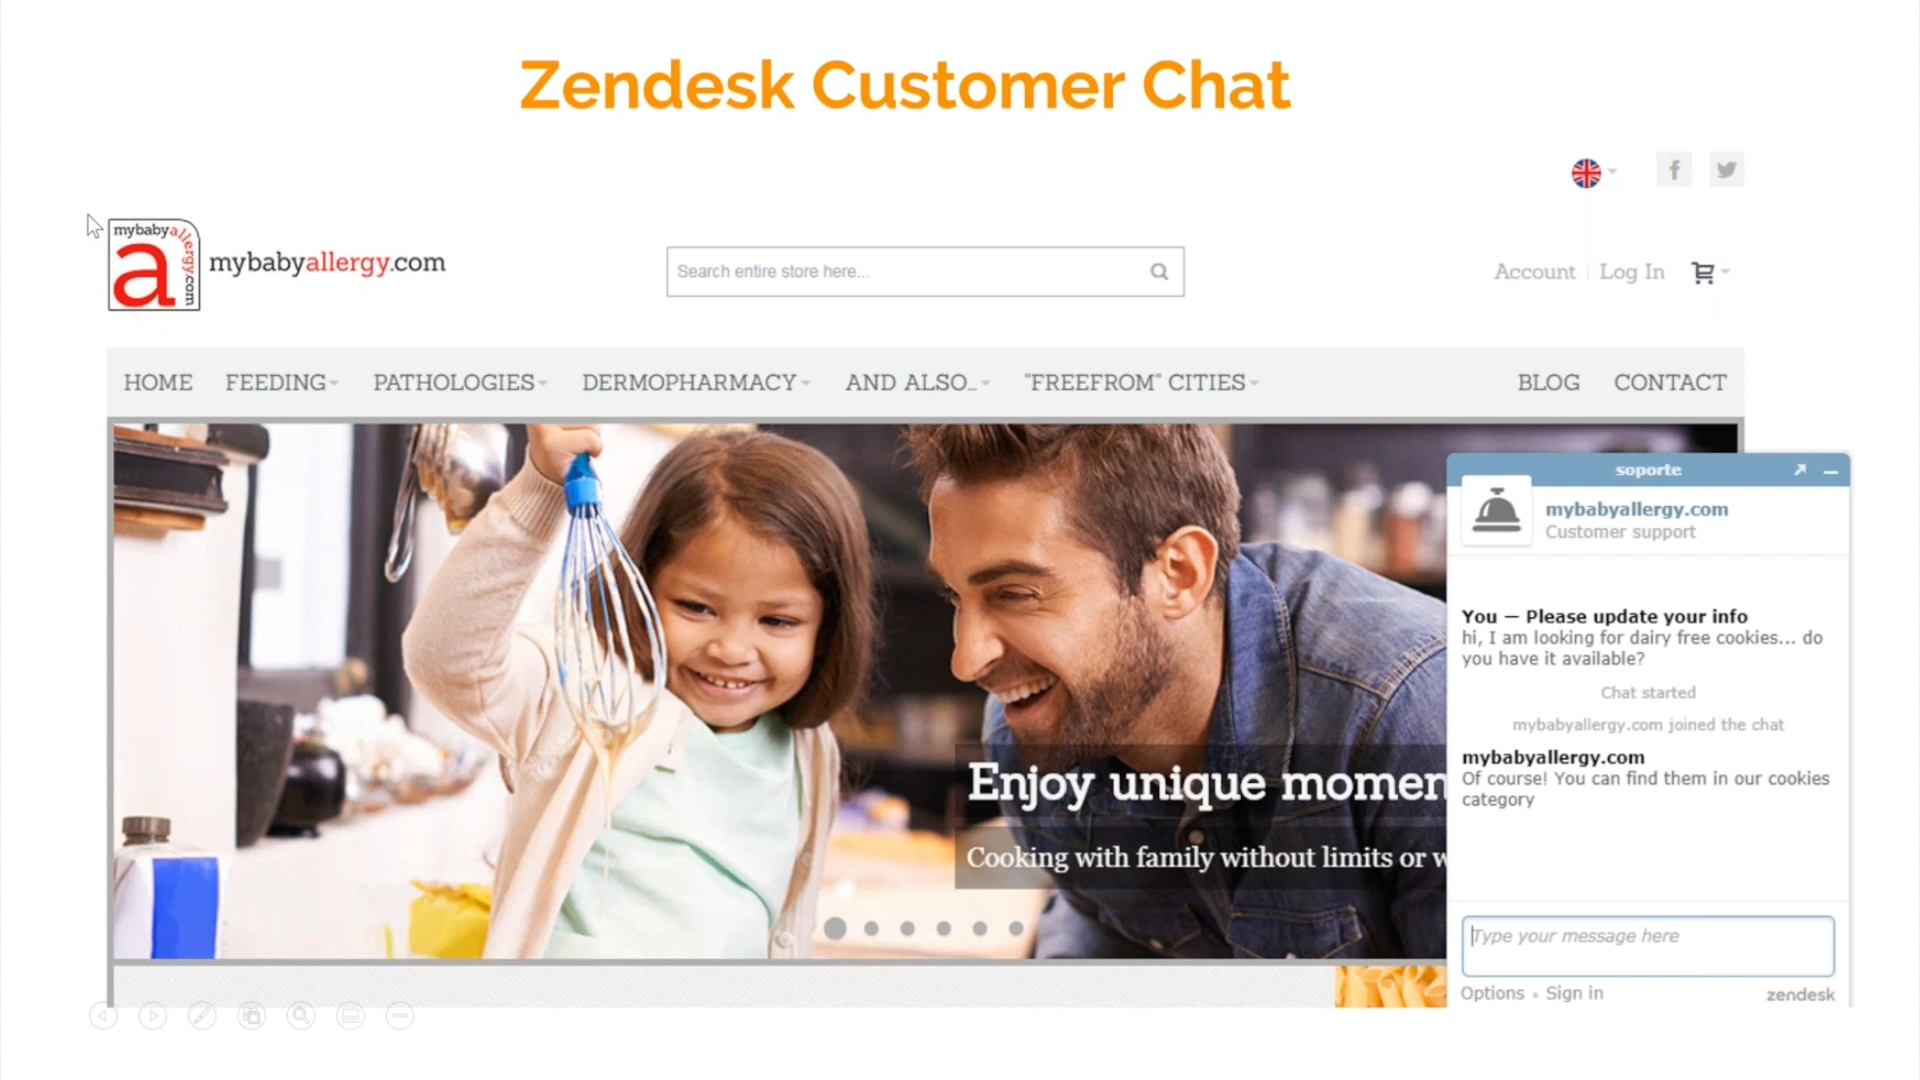 Zendesk Customer Chat
mybabyallergy.com
a
mybabyallergy.com
Search entire store here...
Account
Log In
HOME
FEEDING
PATHOLOGIES
DERMOPHARMACY
AND ALSO...
"FREEFROM" CITIES
BLOG
CONTACT
Enjoy unique momen
Cooking with family without limits or w
soporte
mybabyallergy.com
Customer support
You — Please update your info
hi, I am looking for dairy free cookies... do
you have it available?
Chat started
mybabyallergy.com joined the chat
mybabyallergy.com
Of course! You can find them in our cookies
category
Type your message here
Options • Sign in
zendesk